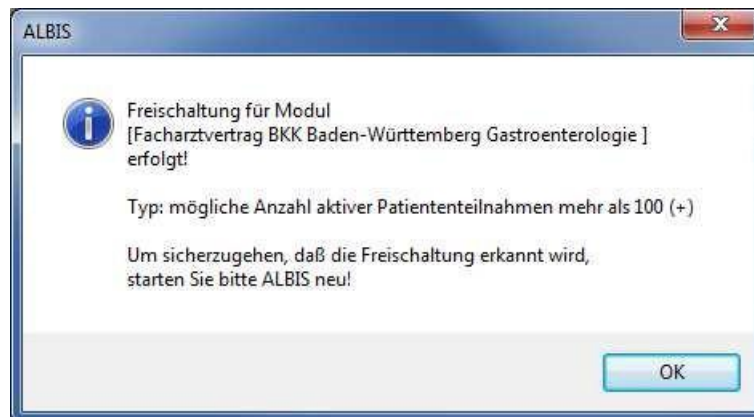 ALBIS
Freischaltung für Modul
[Facharztvertrag BKK Baden-Württemberg Gastroenterologie ]
erfolgt!
Typ: mögliche Anzahl aktiver Patiententeilnahmen mehr als 100 (+)
Um sicherzugehen, daß die Freischaltung erkannt wird,
starten Sie bitte ALBIS neu!
OK